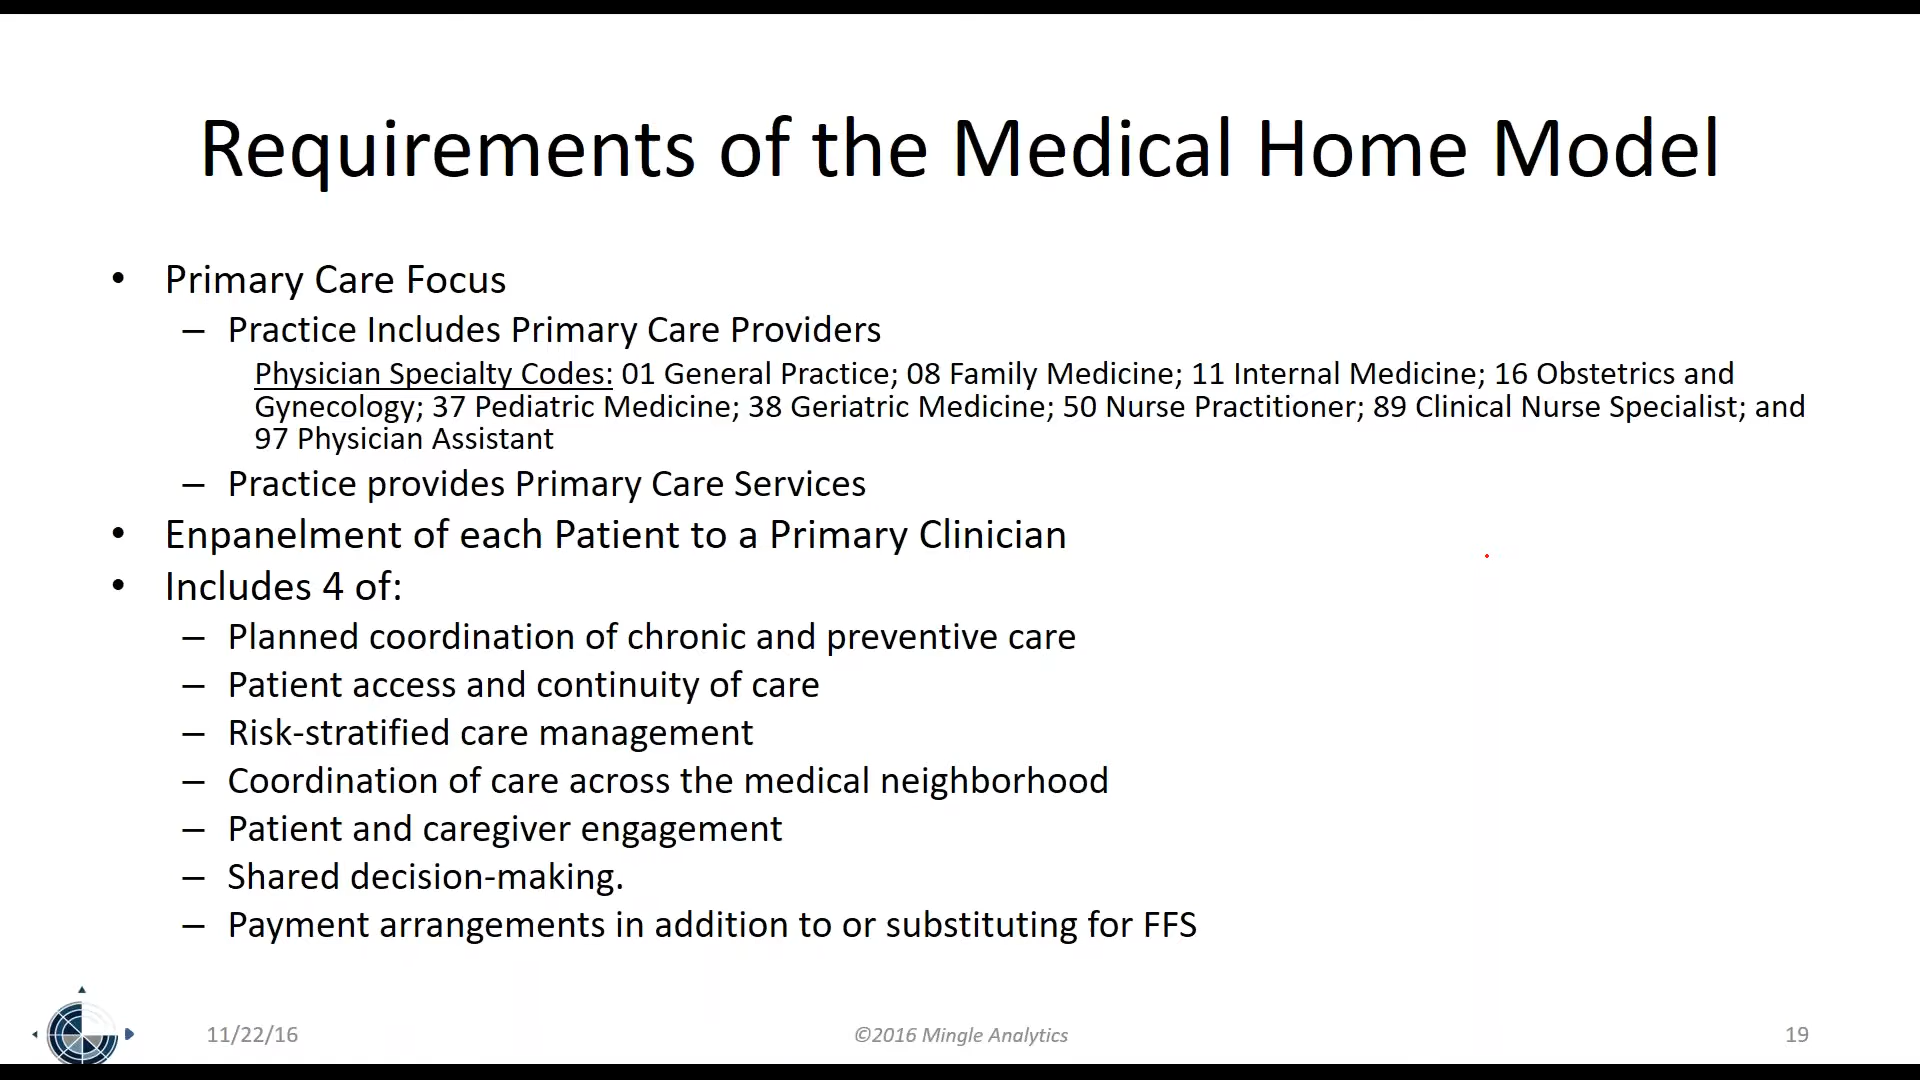 Requirements of the Medical Home Model
• Primary Care Focus
– Practice Includes Primary Care Providers
Physician Specialty Codes: 01 General Practice; 08 Family Medicine; 11 Internal Medicine; 16 Obstetrics and
Gynecology; 37 Pediatric Medicine; 38 Geriatric Medicine; 50 Nurse Practitioner; 89 Clinical Nurse Specialist; and
97 Physician Assistant
– Practice provides Primary Care Services
• Enpanelment of each Patient to a Primary Clinician
• Includes 4 of:
– Planned coordination of chronic and preventive care
– Patient access and continuity of care
– Risk-stratified care management
– Coordination of care across the medical neighborhood
– Patient and caregiver engagement
– Shared decision-making.
– Payment arrangements in addition to or substituting for FFS
11/22/16
©2016 Mingle Analytics
19